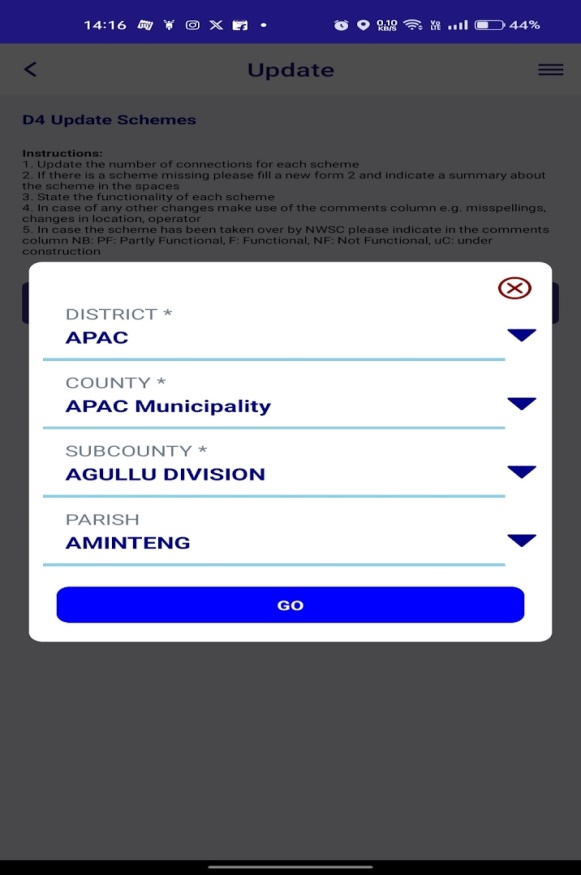 14:16
0.10
KB/S
44%
Update
D4 Update Schemes
Instructions:
1. Update the number of connections for each scheme
2. If there is a scheme missing please fill a new form 2 and indicate a summary about
the scheme in the spaces
3. State the functionality of each scheme
4. In case of any other changes make use of the comments column e.g. misspellings,
changes in location, operator
5. In case the scheme has been taken over by NWSC please indicate in the comments
column NB: PF: Partly Functional, F: Functional, NF: Not Functional, uC: under
construction
DISTRICT *
APAC
COUNTY *
APAC Municipality
SUBCOUNTY *
AGULLU DIVISION
PARISH
AMINTENG
GO